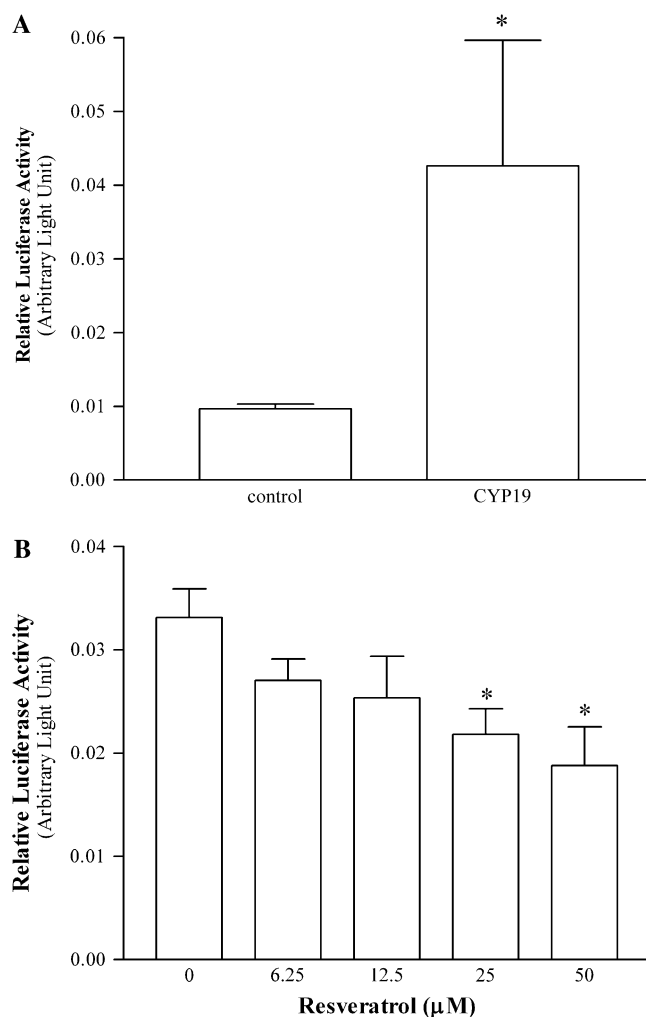 A
Relative Luciferase Activity
(Arbitrary Light Unit)
0.06
0.05
0.04
0.03
0.02
0.01
0.00
*
control
CYP19
B
Relative Luciferase Activity
(Arbitrary Light Unit)
0.04
0.03
0.02
0.01
0.00
*
*
0
6.25
12.5
25
50
Resveratrol (μM)